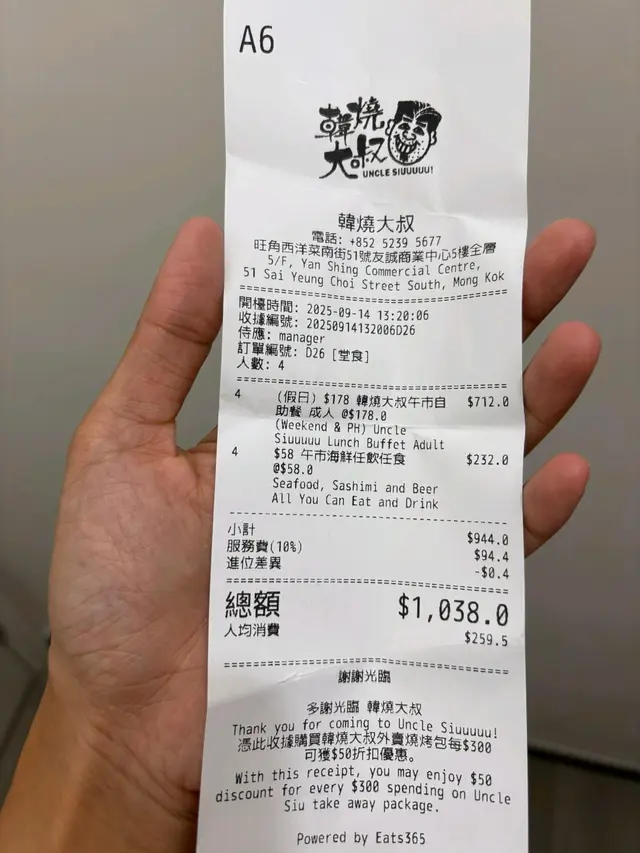 A6
韓燒
大叔
UNCLE SIUUUUU!
韓燒大叔
電話: +852 5239 5677
旺角西洋菜南街51號友誠商業中心5樓全層
5/F, Yan Shing Commercial Centre,
51 Sai Yeung Choi Street South, Mong Kok
開檯時間: 2025-09-14 13:20:06
收據編號: 20250914132006D26
侍應: manager
訂單編號: D26 [堂食]
人數: 4
4 (假日) $178 韓燒大叔午市自 $712.0
助餐 成人 @$178.0
(Weekend & PH) Uncle
Siuuuuu Lunch Buffet Adult
4 $58 午市海鮮任飲任食 $232.0
@$58.0
Seafood, Sashimi and Beer
All You Can Eat and Drink
小計 $944.0
服務費(10%) $94.4
進位差異 -$0.4
總額 $1,038.0
人均消費 $259.5
謝謝光臨
多謝光臨 韓燒大叔
Thank you for coming to Uncle Siuuuuu!
憑此收據購買韓燒大叔外賣燒烤包每$300
可獲$50折扣優惠。
With this receipt, you may enjoy $50
discount for every $300 spending on Uncle
Siu take away package.
Powered by Eats365